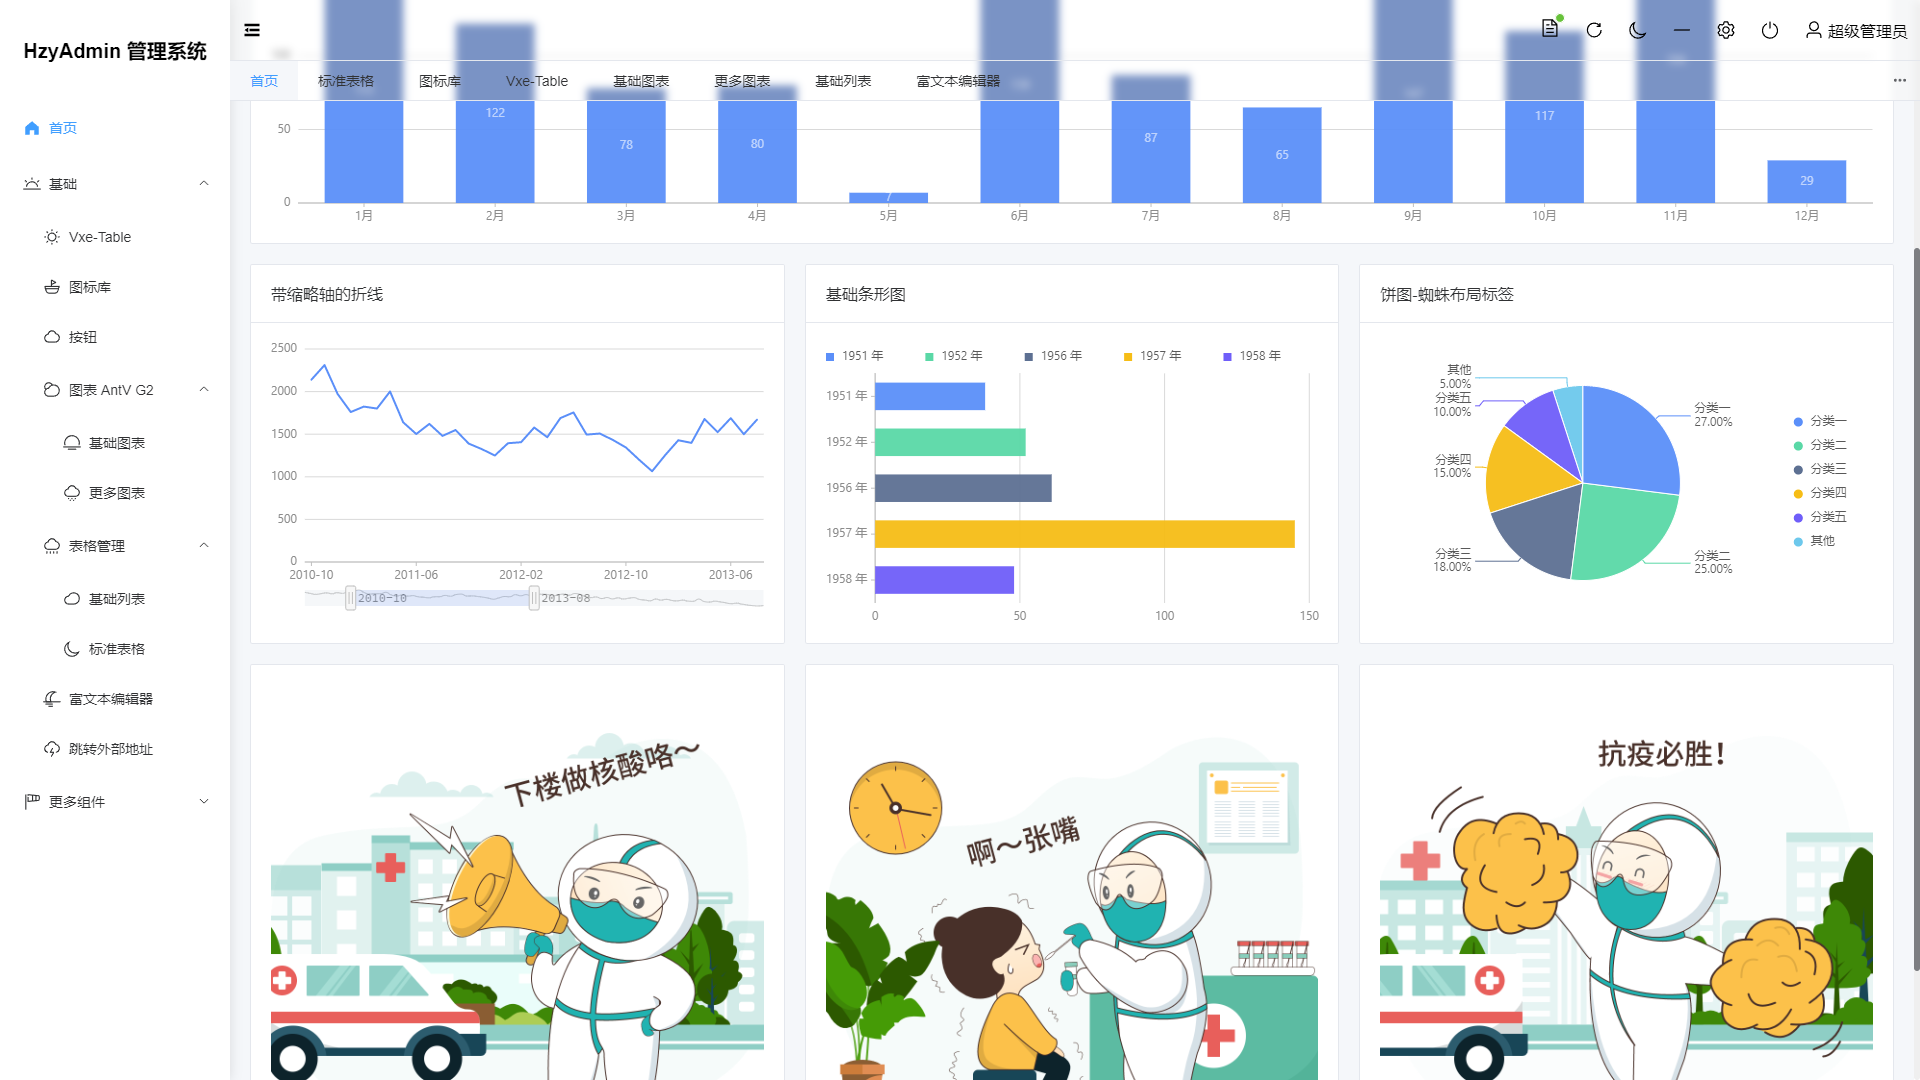 HzyAdmin 管理系统
超级管理员
首页
标准表格
图标库
Vxe-Table
基础图表
更多图表
基础列表
富文本编辑器
首页
基础
Vxe-Table
图标库
按钮
图表 AntV G2
基础图表
更多图表
表格管理
基础列表
标准表格
富文本编辑器
跳转外部地址
更多组件
50
0
122
78
80
7
87
65
117
29
1月
2月
3月
4月
5月
6月
7月
8月
9月
10月
11月
12月
带缩略轴的折线
2500
2000
1500
1000
500
0
2010-10
2011-06
2012-02
2012-10
2013-06
2010-10
2013-08
基础条形图
1951 年
1952 年
1956 年
1957 年
1958 年
1951 年
1952 年
1956 年
1957 年
1958 年
0
50
100
150
饼图-蜘蛛布局标签
其他
5.00%
分类五
10.00%
分类四
15.00%
分类三
18.00%
分类一
27.00%
分类二
25.00%
分类一
分类二
分类三
分类四
分类五
其他
下楼做核酸咯～
啊～张嘴
抗疫必胜！